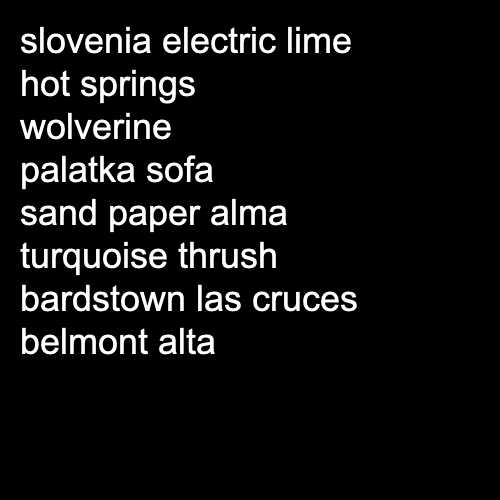 slovenia electric lime
hot springs
wolverine
palatka sofa
sand paper alma
turquoise thrush
bardstown las cruces
belmont alta